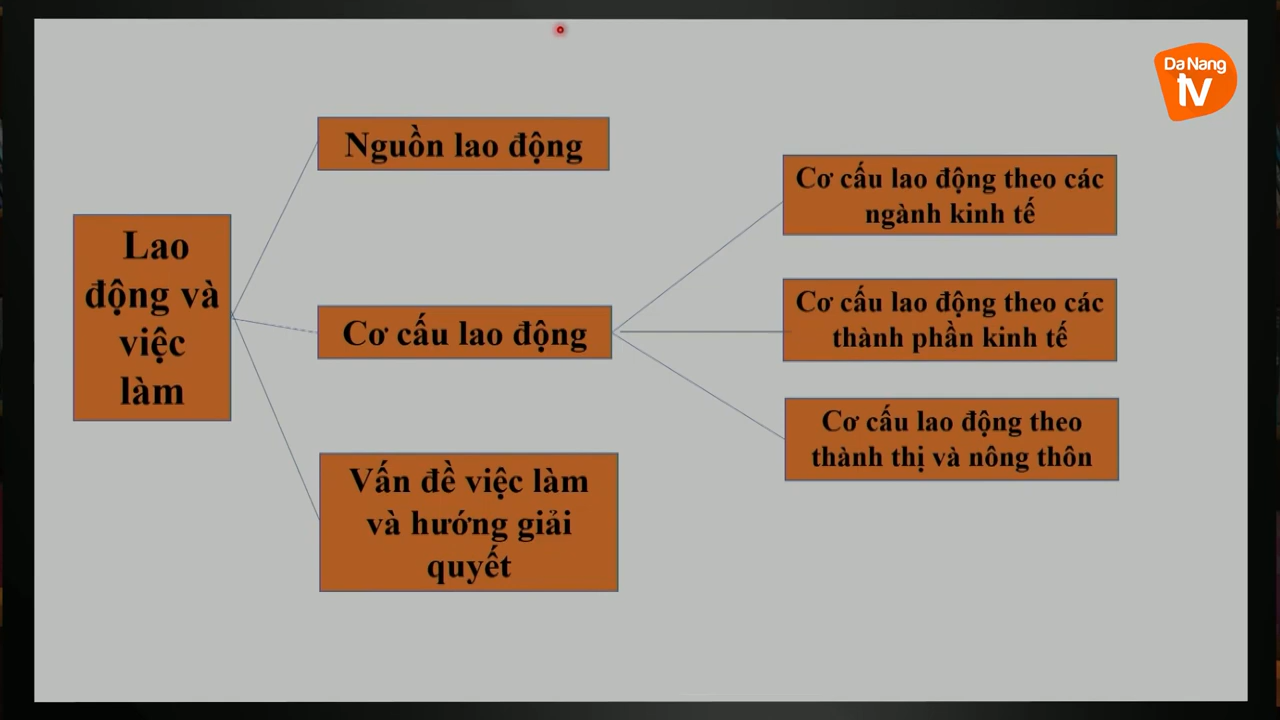 Da Nang
tv
Nguồn lao động
Cơ cấu lao động theo các
ngành kinh tế
Lao
động và
việc
làm
Cơ cấu lao động
Cơ cấu lao động theo các
thành phần kinh tế
Cơ cấu lao động theo
thành thị và nông thôn
Vấn đề việc làm
và hướng giải
quyết